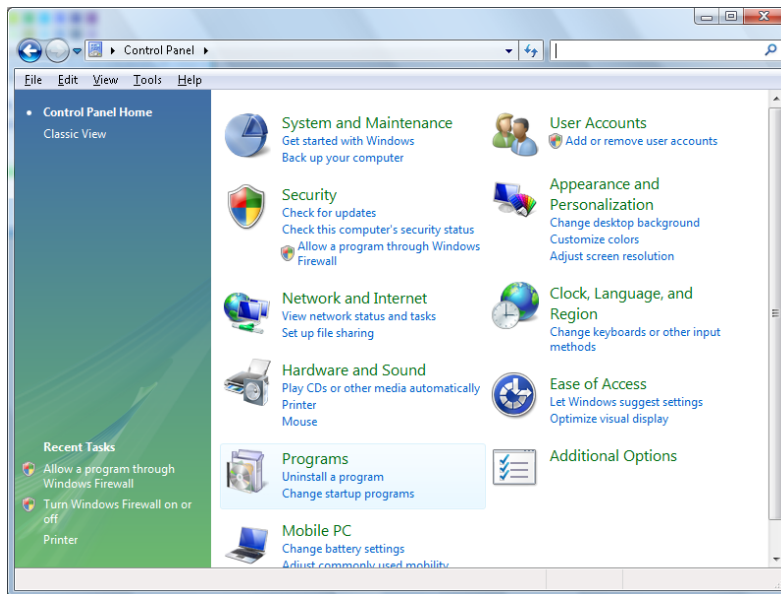 Control Panel
File Edit View Tools Help
Control Panel Home
Classic View
System and Maintenance
Get started with Windows
Back up your computer
Security
Check for updates
Check this computer's security status
Allow a program through Windows
Firewall
Network and Internet
View network status and tasks
Set up file sharing
Hardware and Sound
Play CDs or other media automatically
Printer
Mouse
Programs
Uninstall a program
Change startup programs
Mobile PC
Change battery settings
Adjust commonly used mobility
User Accounts
Add or remove user accounts
Appearance and
Personalization
Change desktop background
Customize colors
Adjust screen resolution
Clock, Language, and
Region
Change keyboards or other input
methods
Ease of Access
Let Windows suggest settings
Optimize visual display
Additional Options
Recent Tasks
Allow a program through
Windows Firewall
Turn Windows Firewall on or
off
Printer